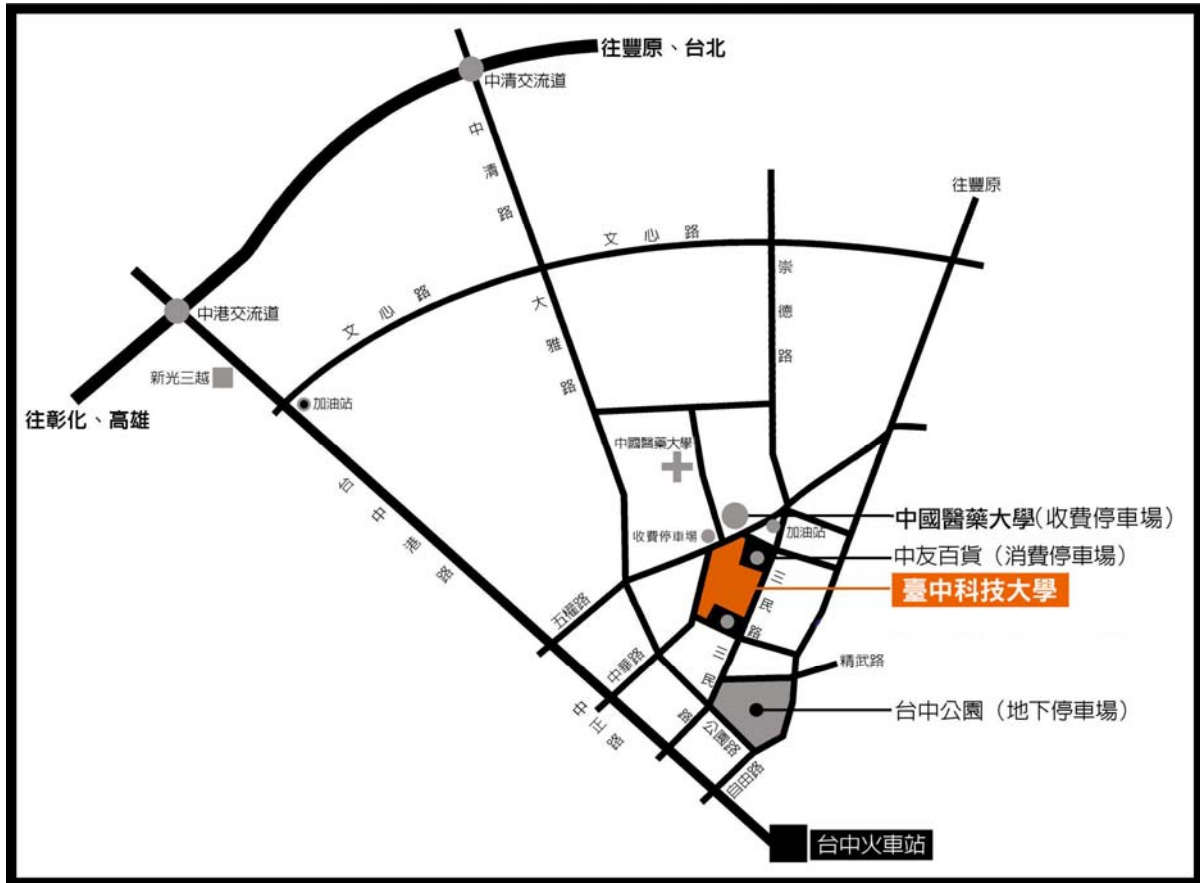 往豐原、台北
中清交流道
中清路
往豐原
文心路
崇德路
文心路
大雅路
中港交流道
新光三越
加油站
往彰化、高雄
中國醫藥大學
台中港路
中國醫藥大學(收費停車場)
加油站
收費停車場
中友百貨(消費停車場)
三民路
臺中科技大學
五權路
中華路
三民路
精武路
中正路
公園路
台中公園(地下停車場)
自由路
台中火車站